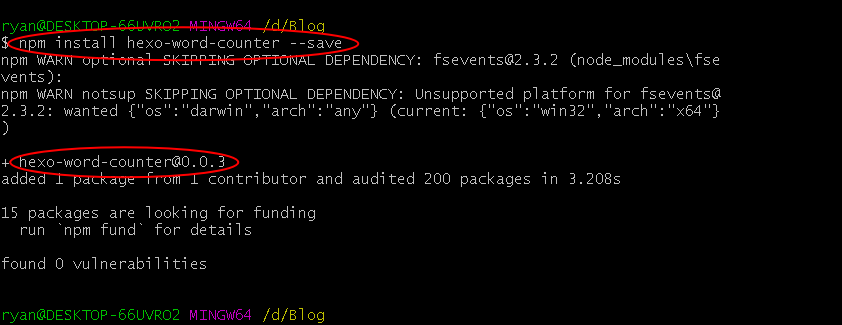 ryan@DESKTOP-66UVRO2 MINGW64 /d/Blog
$ npm install hexo-word-counter --save
npm WARN optional SKIPPING OPTIONAL DEPENDENCY: fsevents@2.3.2 (node_modules\fse
vents):
npm WARN notsup SKIPPING OPTIONAL DEPENDENCY: Unsupported platform for fsevents@
2.3.2: wanted {"os":"darwin","arch":"any"} (current: {"os":"win32","arch":"x64"}
)
+ hexo-word-counter@0.0.3
added 1 package from 1 contributor and audited 200 packages in 3.208s
15 packages are looking for funding
  run `npm fund` for details
found 0 vulnerabilities
ryan@DESKTOP-66UVRO2 MINGW64 /d/Blog